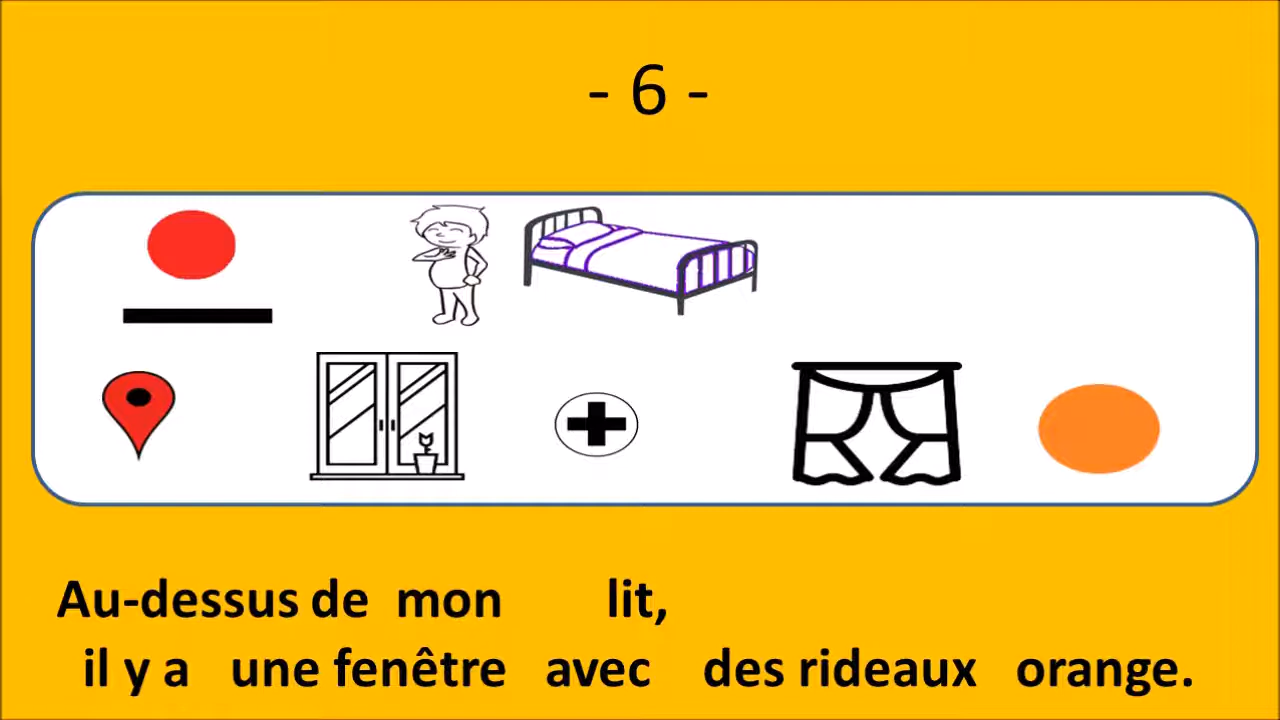 - 6 -
Au-dessus de mon lit,
il y a une fenêtre avec des rideaux orange.